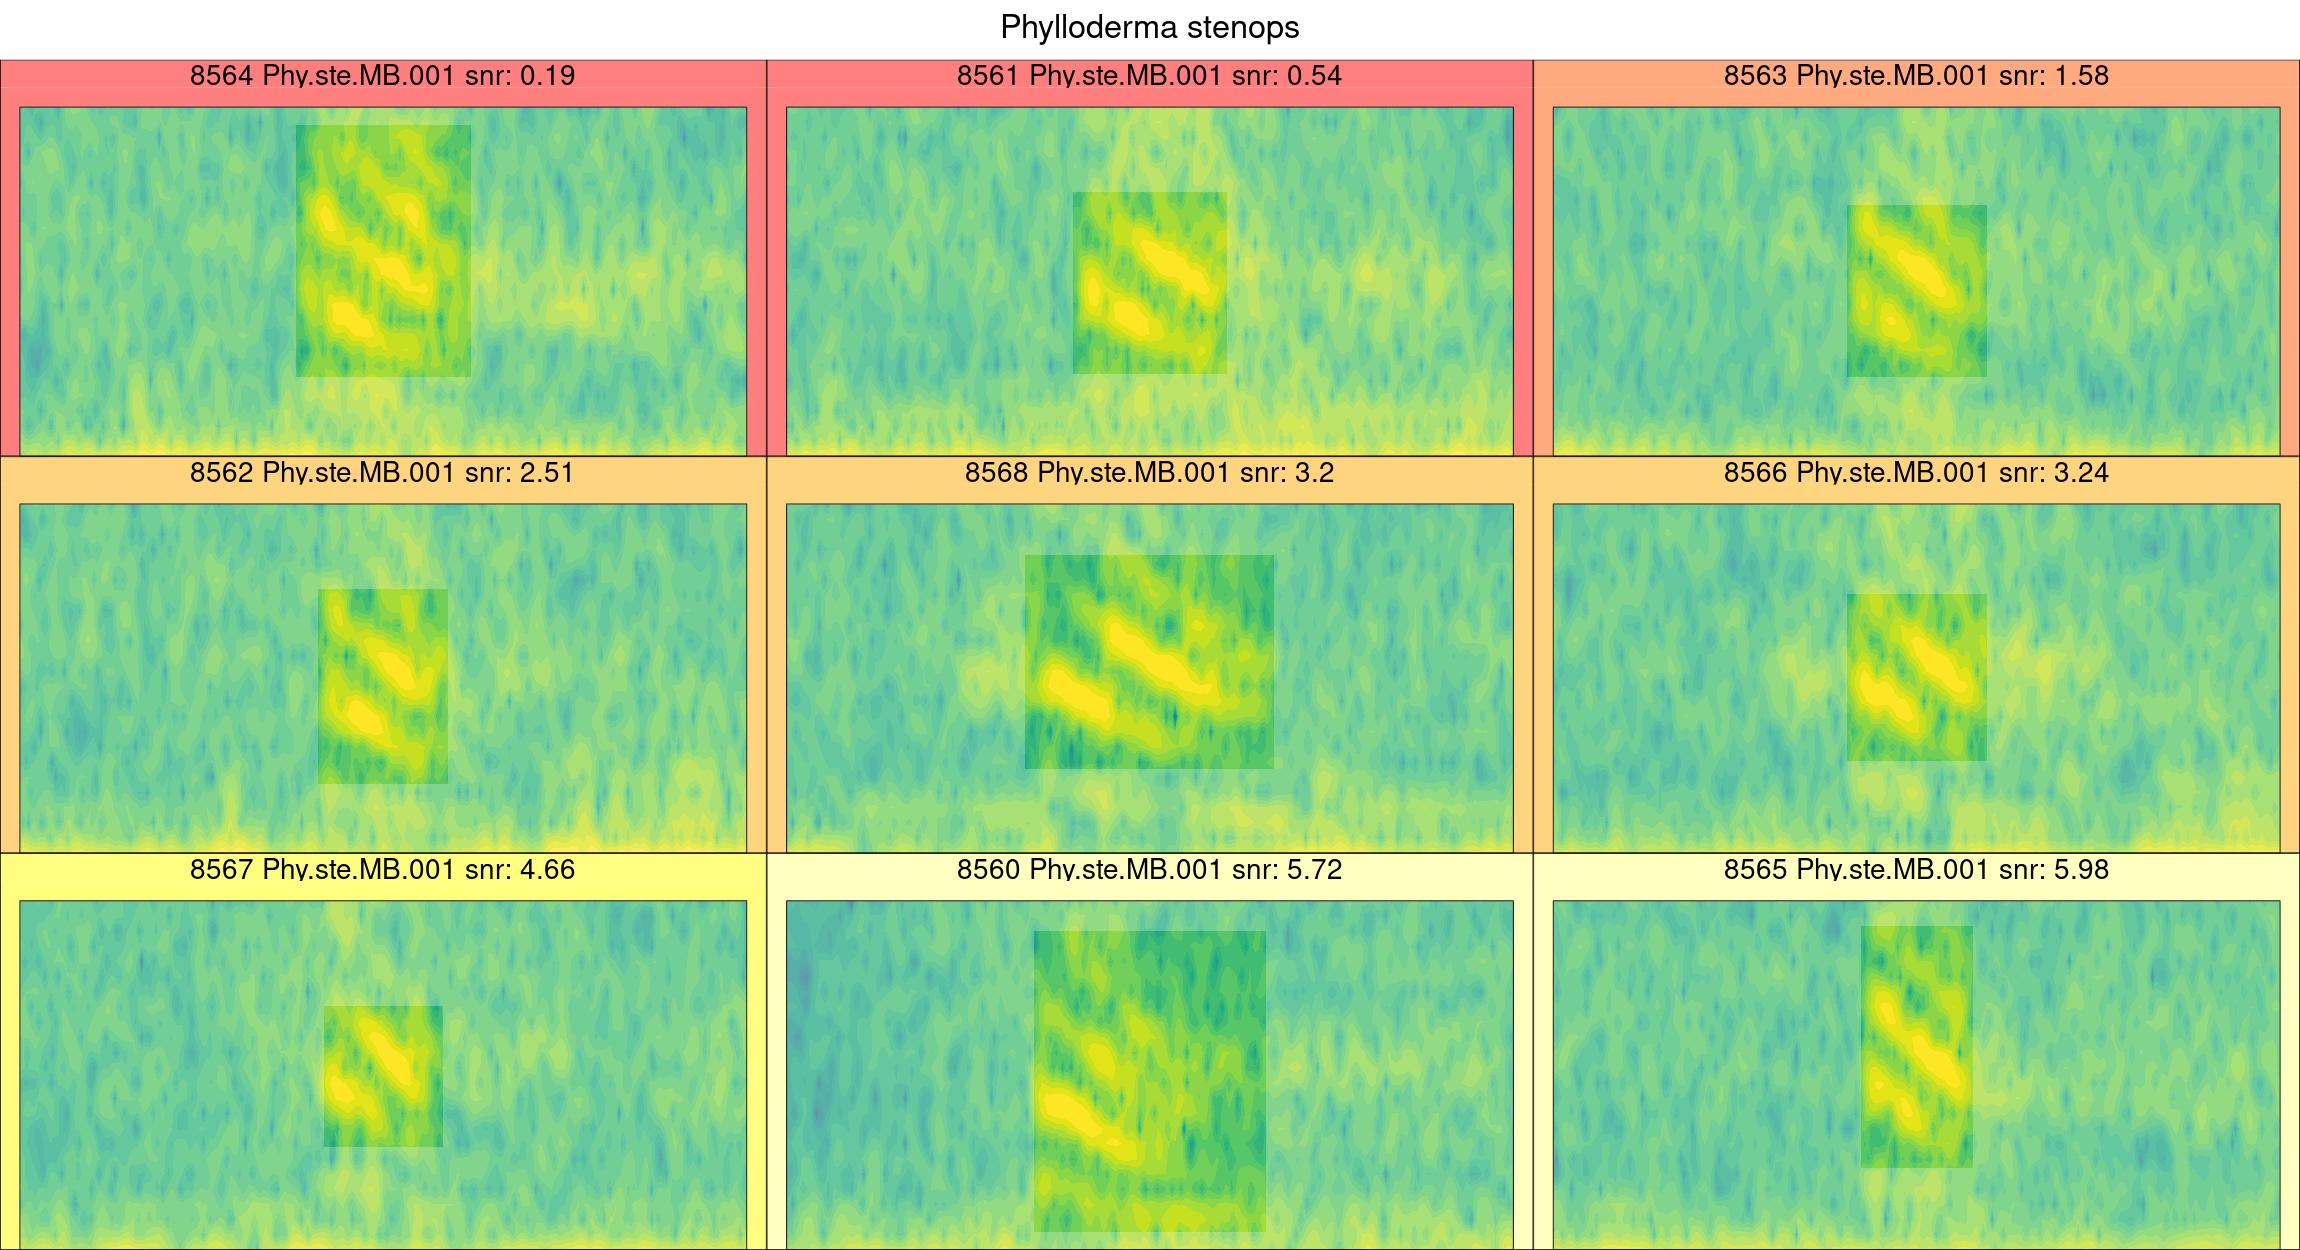 Phylloderma stenops
8564 Phy.ste.MB.001 snr: 0.19
8561 Phy.ste.MB.001 snr: 0.54
8563 Phy.ste.MB.001 snr: 1.58
8562 Phy.ste.MB.001 snr: 2.51
8568 Phy.ste.MB.001 snr: 3.2
8566 Phy.ste.MB.001 snr: 3.24
8567 Phy.ste.MB.001 snr: 4.66
8560 Phy.ste.MB.001 snr: 5.72
8565 Phy.ste.MB.001 snr: 5.98